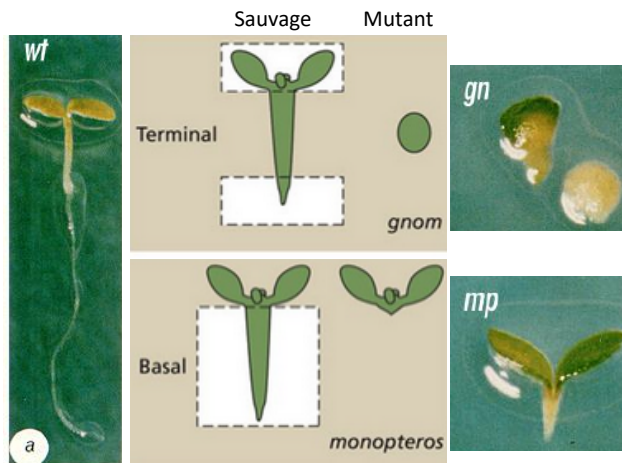 Sauvage Mutant
wt
Terminal
gnom
gn
Basal
monopteros
mp
a